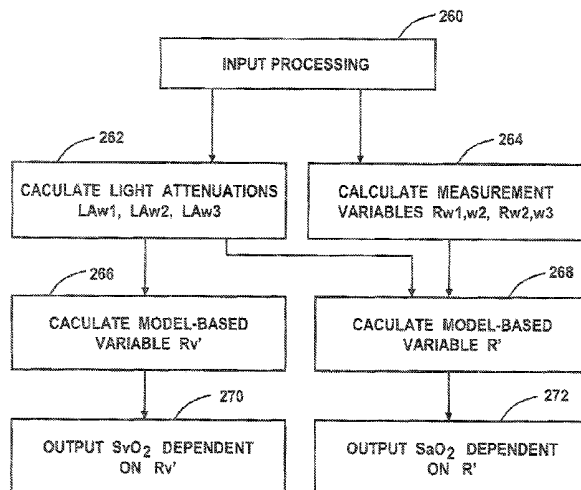 260
INPUT PROCESSING
262
CACULATE LIGHT ATTENUATIONS
LAw1, LAw2, LAw3
264
CALCULATE MEASUREMENT
VARIABLES Rw1,w2, Rw2,w3
266
CACULATE MODEL-BASED
VARIABLE Rv'
268
CACULATE MODEL-BASED
VARIABLE R'
270
OUTPUT SvO2 DEPENDENT
ON Rv'
272
OUTPUT SaO2 DEPENDENT
ON R'